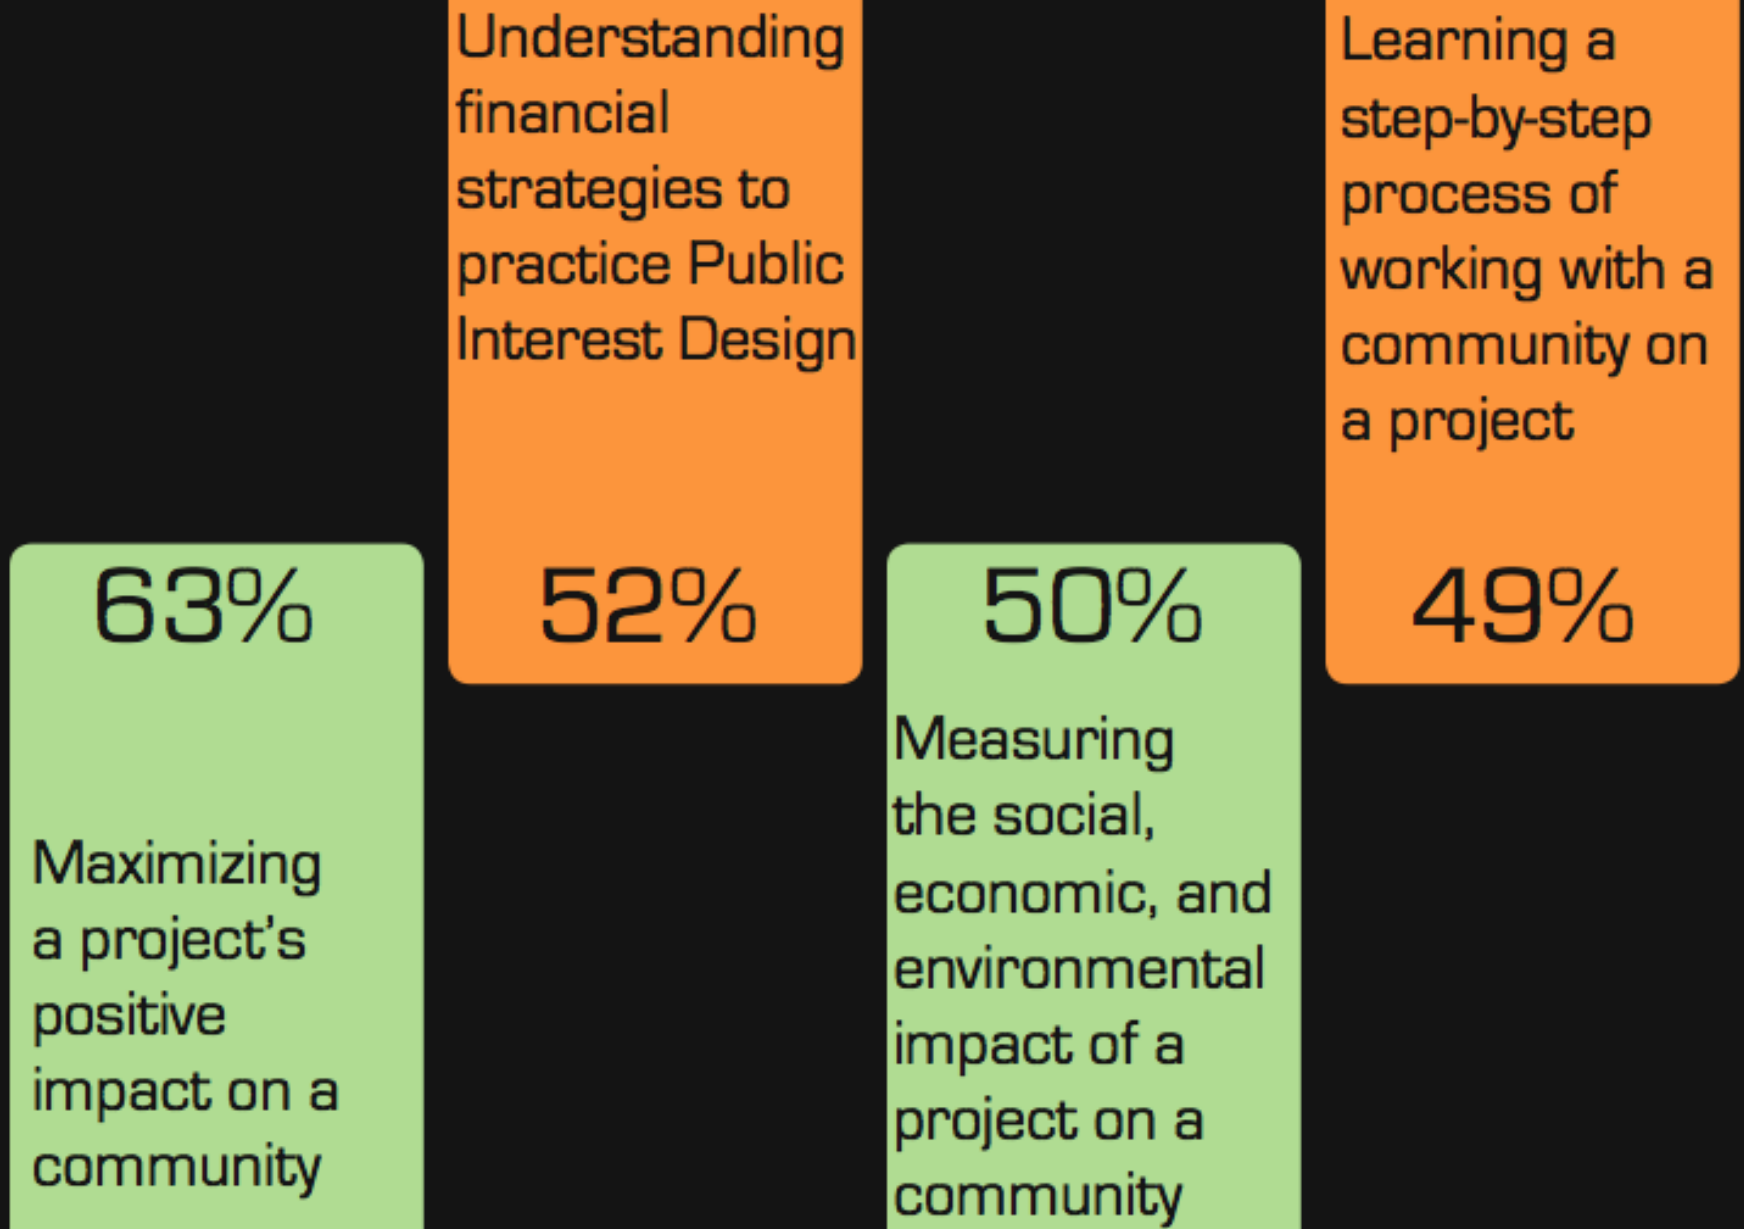 63%
Maximizing
a project’s
positive
impact on a
community
Understanding
financial
strategies to
practice Public
Interest Design
52%
50%
Measuring
the social,
economic, and
environmental
impact of a
project on a
community
Learning a
step-by-step
process of
working with a
community on
a project
49%